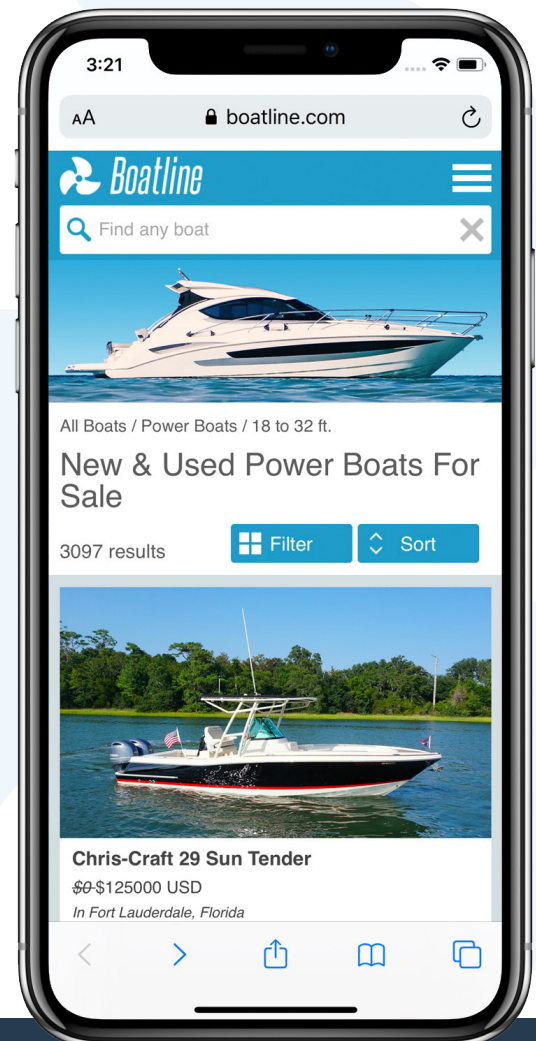 3:21
AA boatline.com
Boatline
Find any boat
All Boats / Power Boats / 18 to 32 ft.
New & Used Power Boats For
Sale
3097 results Filter Sort
Chris-Craft 29 Sun Tender
$0 $125000 USD
In Fort Lauderdale, Florida